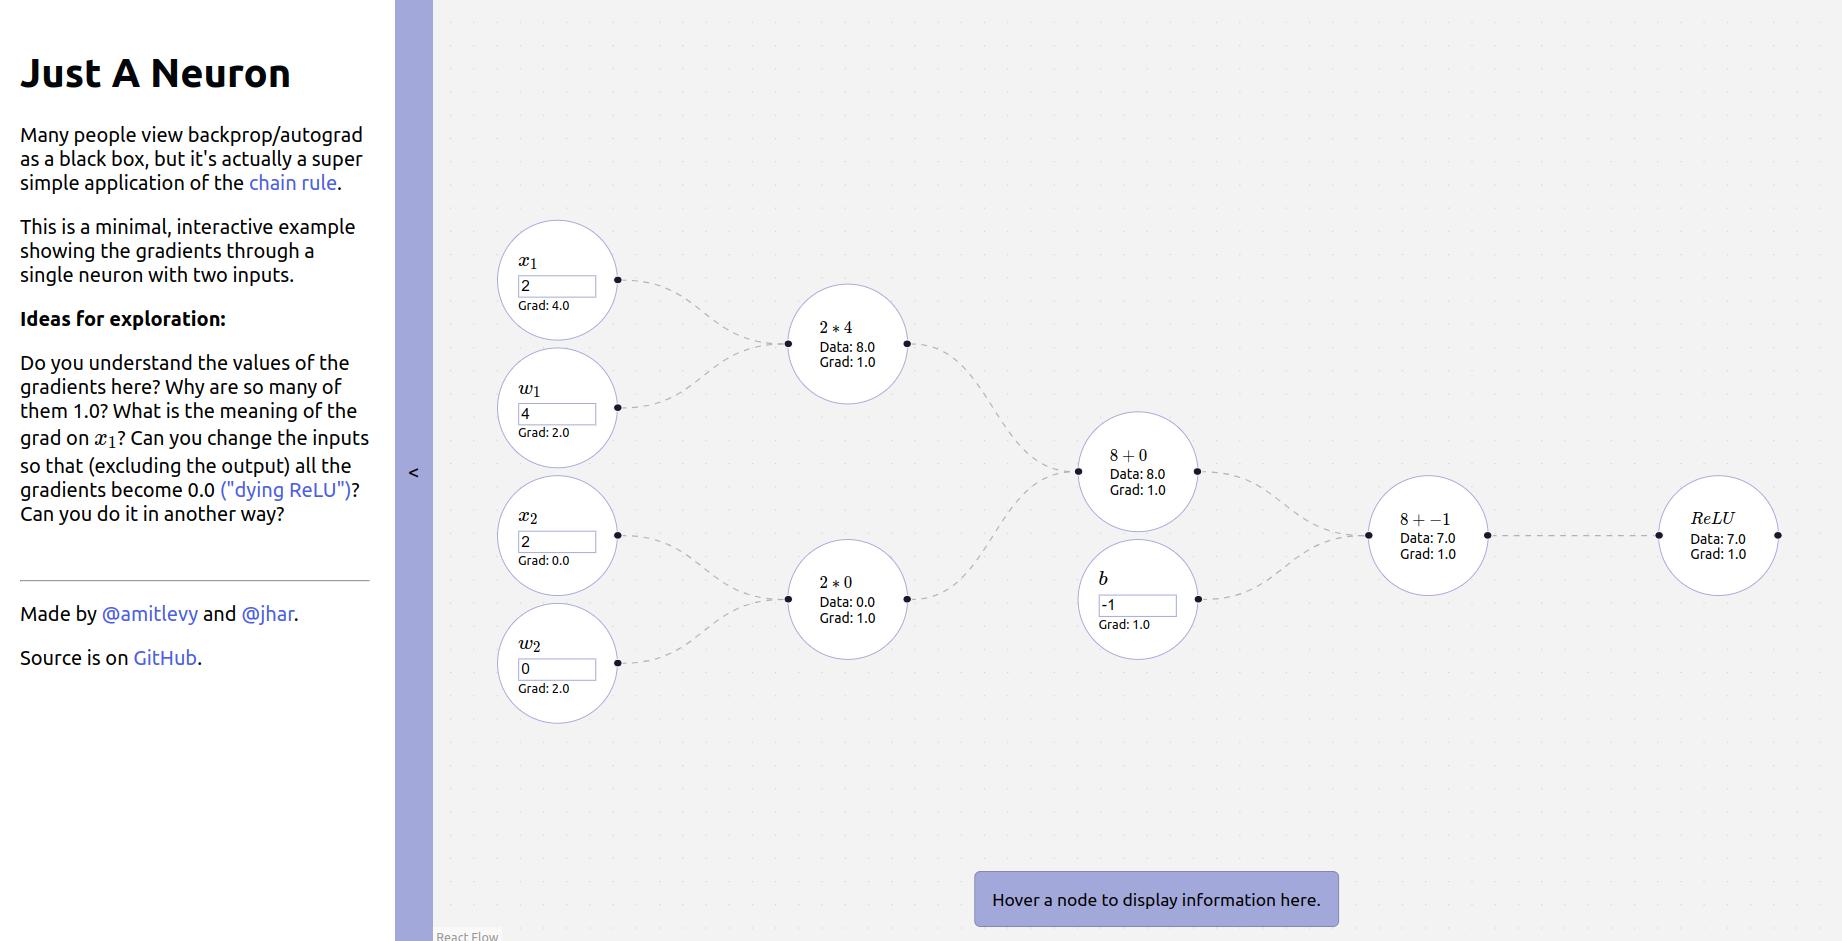 Just A Neuron
Many people view backprop/autograd
as a black box, but it's actually a super
simple application of the chain rule.
This is a minimal, interactive example
showing the gradients through a
single neuron with two inputs.
Ideas for exploration:
Do you understand the values of the
gradients here? Why are so many of
them 1.0? What is the meaning of the
grad on x₁? Can you change the inputs
so that (excluding the output) all the
gradients become 0.0 ("dying ReLU")?
Can you do it in another way?
Made by @amitlevy and @jhar.
Source is on GitHub.
<
x₁
2
Grad: 4.0
w₁
4
Grad: 2.0
x₂
2
Grad: 0.0
w₂
0
Grad: 2.0
2 * 4
Data: 8.0
Grad: 1.0
2 * 0
Data: 0.0
Grad: 1.0
8 + 0
Data: 8.0
Grad: 1.0
b
-1
Grad: 1.0
8 + −1
Data: 7.0
Grad: 1.0
ReLU
Data: 7.0
Grad: 1.0
Hover a node to display information here.
React Flow